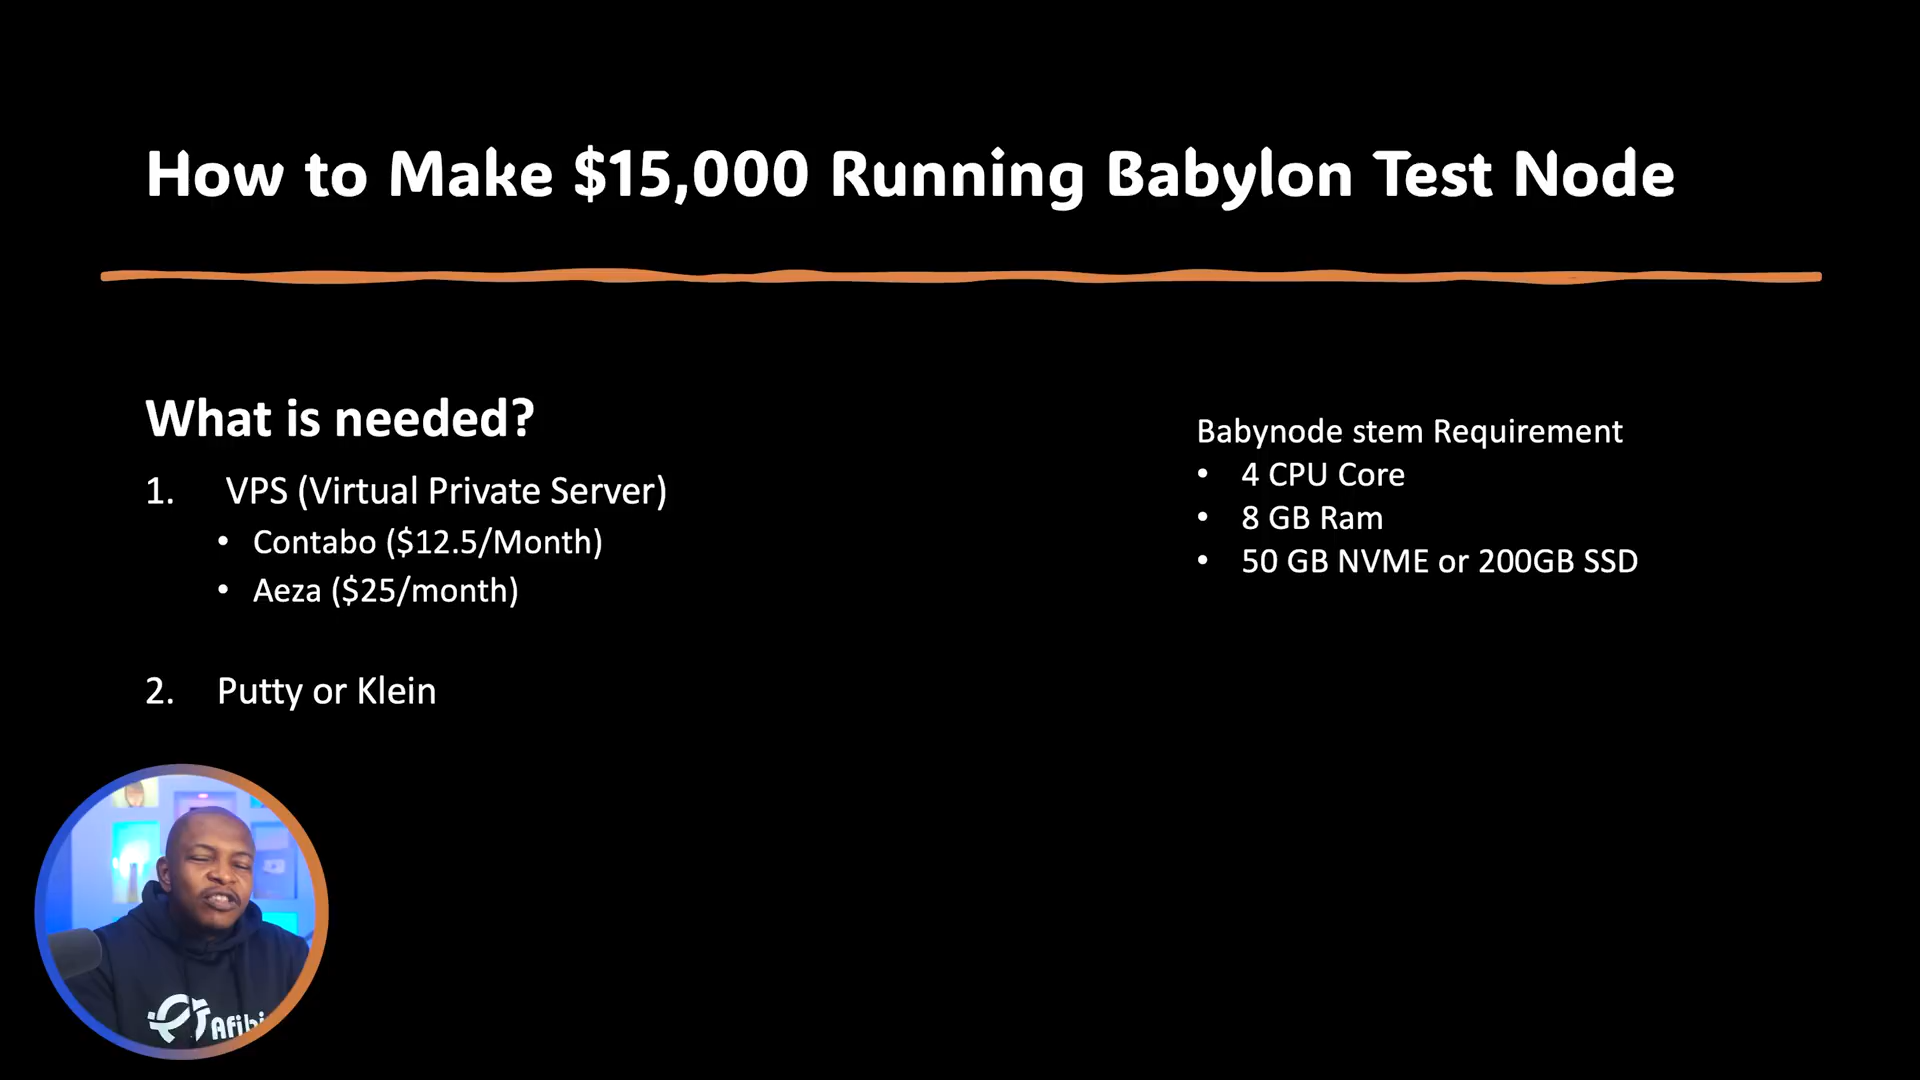 How to Make $15,000 Running Babylon Test Node
What is needed?
1. VPS (Virtual Private Server)
• Contabo ($12.5/Month)
• Aeza ($25/month)
2. Putty or Klein
Babynode stem Requirement
• 4 CPU Core
• 8 GB Ram
• 50 GB NVME or 200GB SSD